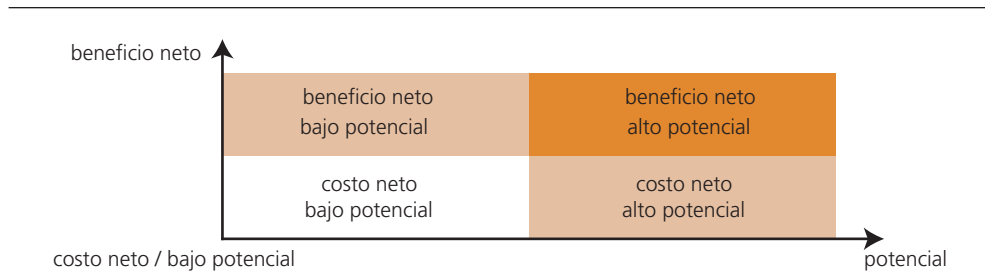 beneficio neto
beneficio neto
bajo potencial
beneficio neto
alto potencial
costo neto
bajo potencial
costo neto
alto potencial
costo neto / bajo potencial
potencial